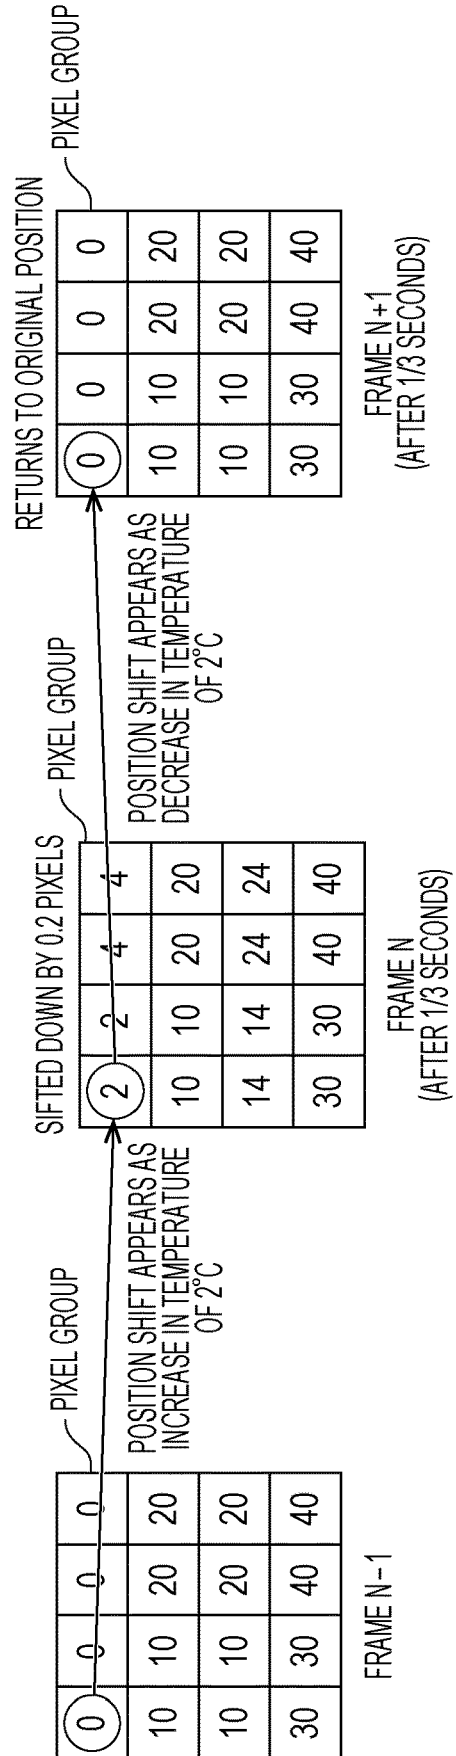 PIXEL GROUP
0 0 0 0
10 10 20 20
10 10 20 20
30 30 40 40
FRAME N−1
POSITION SHIFT APPEARS AS
INCREASE IN TEMPERATURE
OF 2°C
SIFTED DOWN BY 0.2 PIXELS
PIXEL GROUP
2 2 4 4
10 10 20 20
14 14 24 24
30 30 40 40
FRAME N
(AFTER 1/3 SECONDS)
POSITION SHIFT APPEARS AS
DECREASE IN TEMPERATURE
OF 2°C
RETURNS TO ORIGINAL POSITION
PIXEL GROUP
0 0 0 0
10 10 20 20
10 10 20 20
30 30 40 40
FRAME N+1
(AFTER 1/3 SECONDS)